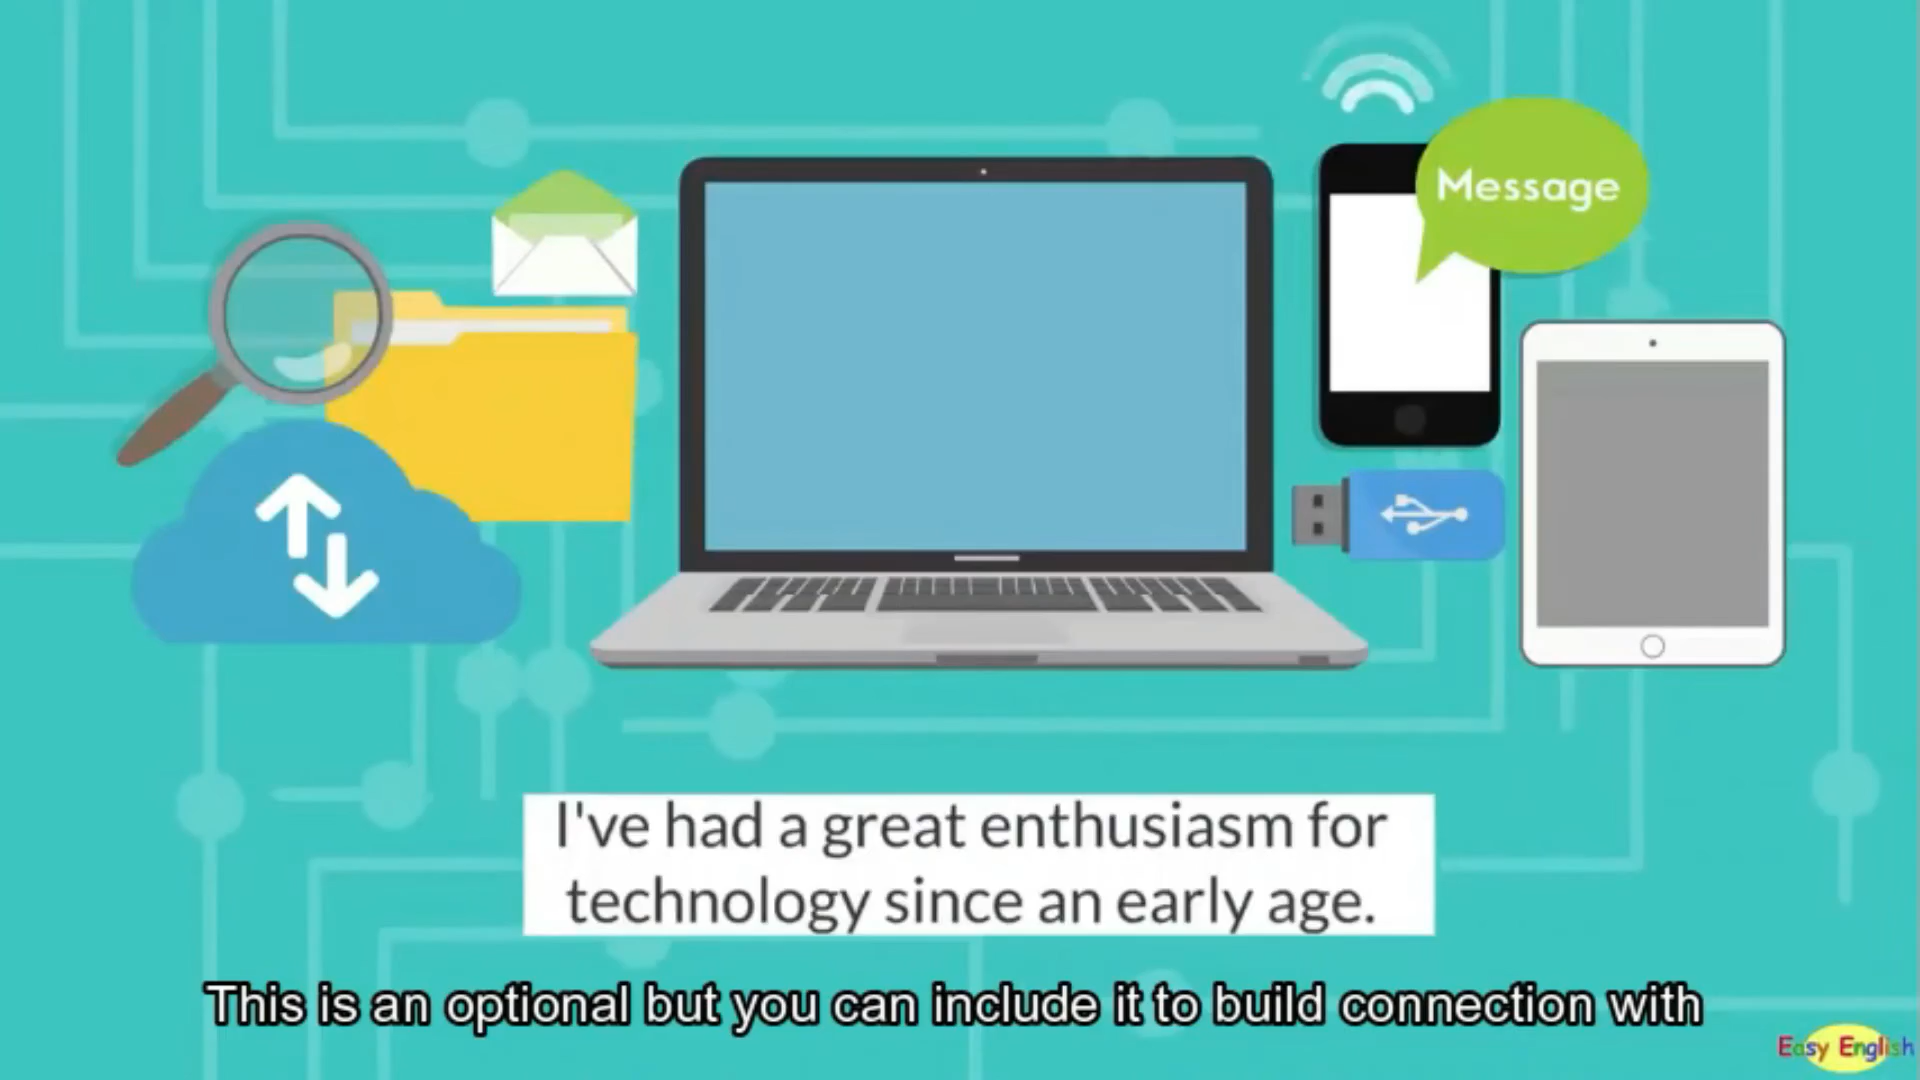 Message
I've had a great enthusiasm for
technology since an early age.
This is an optional but you can include it to build connection with
Easy English